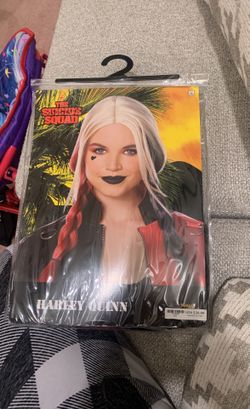 THE
SUICIDE
SQUAD
HARLEY QUINN